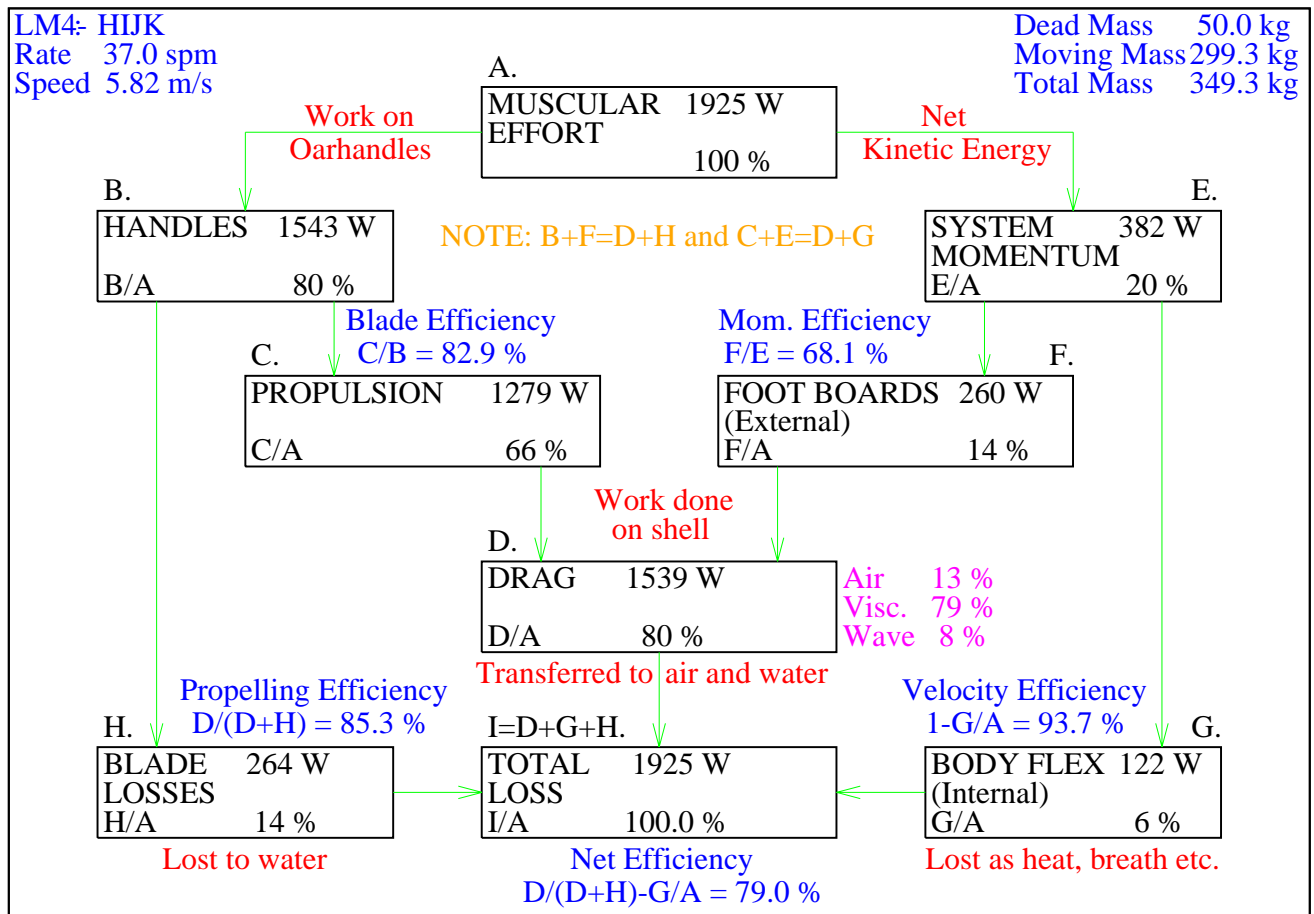 LM4:- HIJK
Rate 37.0 spm
Speed 5.82 m/s
Dead Mass 50.0 kg
Moving Mass 299.3 kg
Total Mass 349.3 kg
A.
MUSCULAR 1925 W
EFFORT
100 %
Work on
Oarhandles
Net
Kinetic Energy
B.
HANDLES 1543 W
B/A 80 %
NOTE: B+F=D+H and C+E=D+G
E.
SYSTEM 382 W
MOMENTUM
E/A 20 %
Blade Efficiency
C/B = 82.9 %
Mom. Efficiency
F/E = 68.1 %
C.
PROPULSION 1279 W
C/A 66 %
F.
FOOT BOARDS 260 W
(External)
F/A 14 %
Work done
on shell
D.
DRAG 1539 W
D/A 80 %
Air 13 %
Visc. 79 %
Wave 8 %
Transferred to air and water
Propelling Efficiency
D/(D+H) = 85.3 %
Velocity Efficiency
1-G/A = 93.7 %
H.
BLADE 264 W
LOSSES
H/A 14 %
Lost to water
I=D+G+H.
TOTAL 1925 W
LOSS
I/A 100.0 %
Net Efficiency
D/(D+H)-G/A = 79.0 %
G.
BODY FLEX 122 W
(Internal)
G/A 6 %
Lost as heat, breath etc.